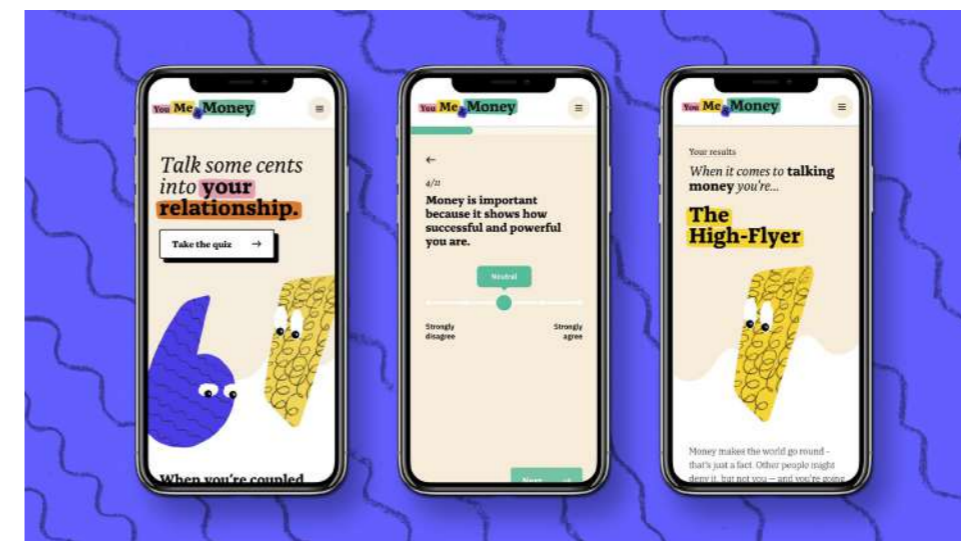 You Me & Money
Talk some cents
into your
relationship.
Take the quiz →
When you're coupled
You Me & Money
←
4/21
Money is important
because it shows how
successful and powerful
you are.
Neutral
Strongly
disagree
Strongly
agree
Next →
You Me & Money
Your results
When it comes to talking
money you're...
The
High-Flyer
Money makes the world go round –
that's just a fact. Other people might
deny it, but not you — and you're going